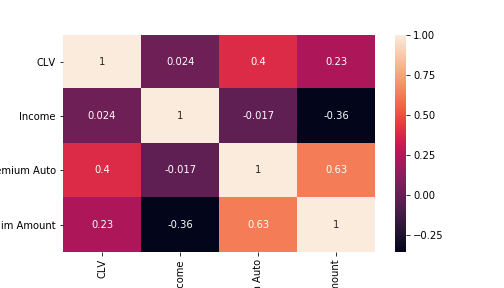 CLV 1 0.024 0.4 0.23
Income 0.024 1 -0.017 -0.36
emium Auto 0.4 -0.017 1 0.63
im Amount 0.23 -0.36 0.63 1
CLV
come
Auto
mount
1.00
0.75
0.50
0.25
0.00
−0.25